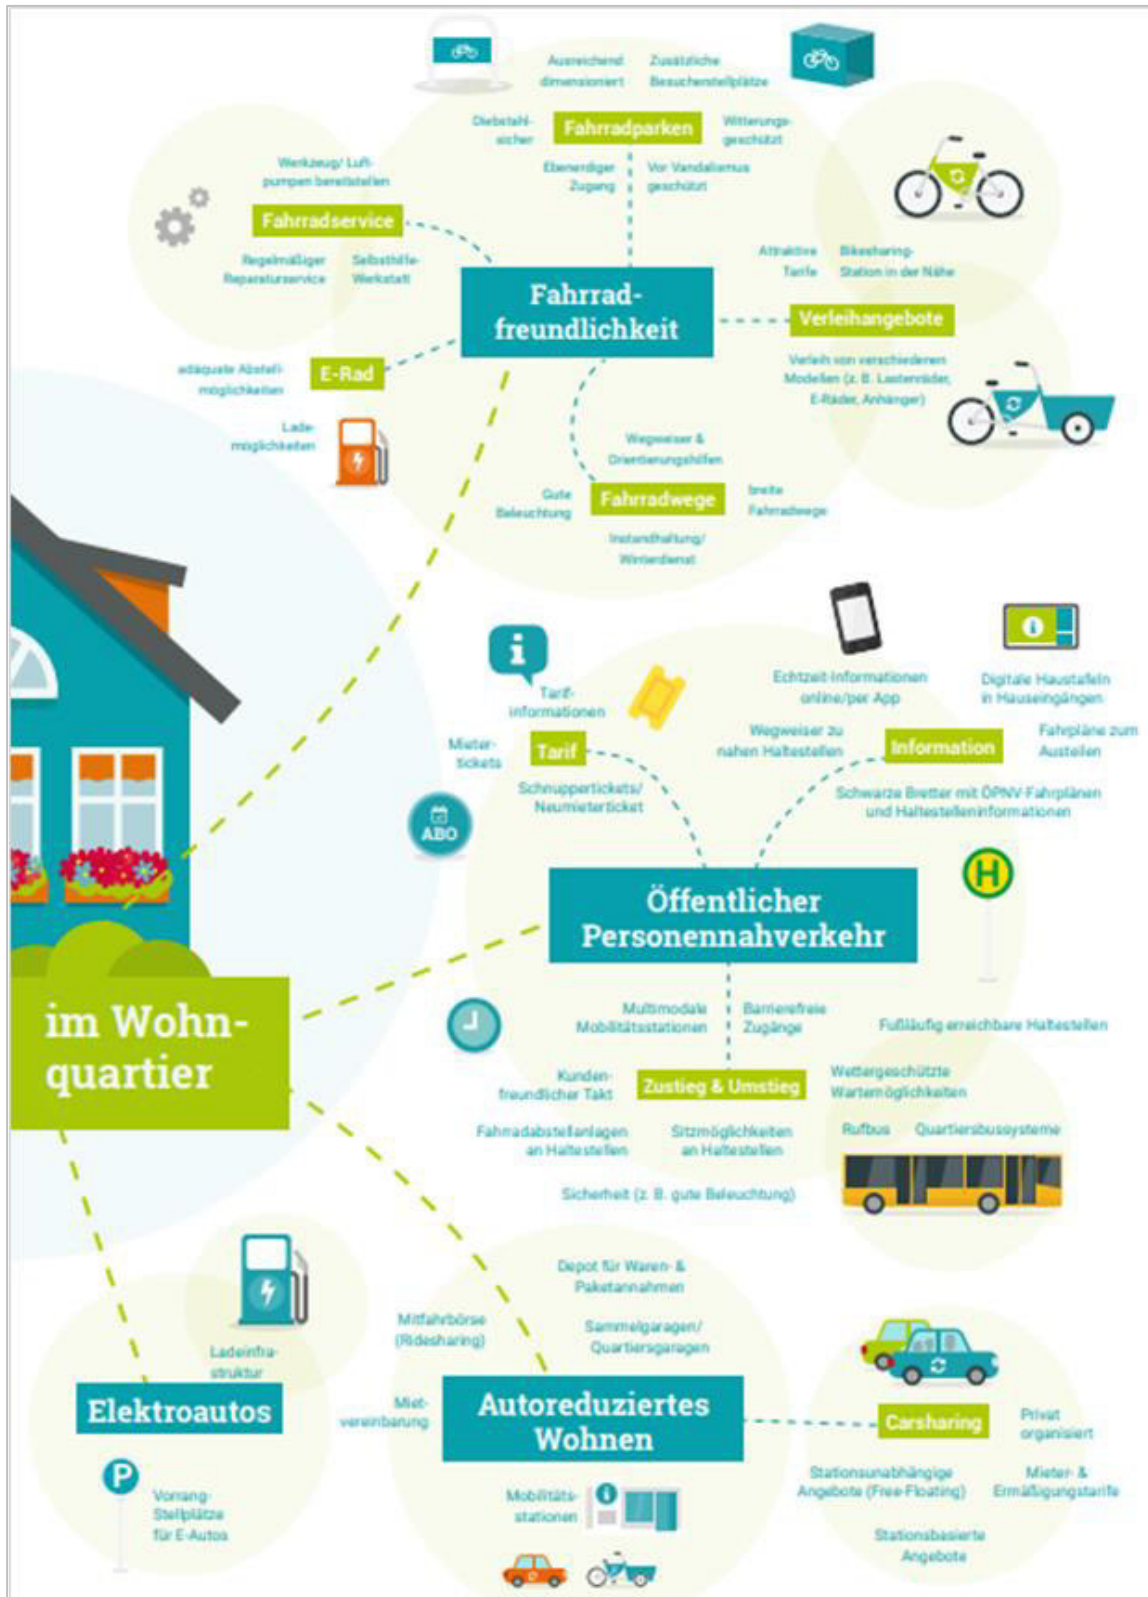 Ausreichend
dimensioniert
Zusätzliche
Besucherstellplätze
Diebstahl-
sicher
Fahrradparken
Witterungs-
geschützt
Ebenerdiger
Zugang
Vor Vandalismus
geschützt
Werkzeug/ Luft-
pumpen bereitstellen
Fahrradservice
Regelmäßiger
Reparaturservice
Selbsthilfe-
Werkstatt
Fahrrad-
freundlichkeit
Attraktive
Tarife
Bikesharing-
Station in der Nähe
Verleihangebote
Verleih von verschiedenen
Modellen (z. B. Lastenräder,
E-Räder, Anhänger)
adäquate Abstell-
möglichkeiten
E-Rad
Lade-
möglichkeiten
Wegweiser &
Orientierungshilfen
Gute
Beleuchtung
Fahrradwege
breite
Fahrradwege
Instandhaltung/
Winterdienst
i
Tarif-
informationen
Mieter-
tickets
Tarif
Schnuppertickets/
Neumieterticket
ABO
Echtzeit-Informationen
online/per App
i
Digitale Haustafeln
in Hauseingängen
Wegweiser zu
nahen Haltestellen
Information
Fahrpläne zum
Austeilen
Schwarze Bretter mit ÖPNV-Fahrplänen
und Haltestelleninformationen
H
Öffentlicher
Personennahverkehr
im Wohn-
quartier
Multimodale
Mobilitätsstationen
Barrierefreie
Zugänge
Fußläufig erreichbare Haltestellen
Kunden-
freundlicher Takt
Zustieg & Umstieg
Wettergeschützte
Wartemöglichkeiten
Fahrradabstellanlagen
an Haltestellen
Sitzmöglichkeiten
an Haltestellen
Rufbus
Quartiersbussysteme
Sicherheit (z. B. gute Beleuchtung)
Ladeinfra-
struktur
Elektroautos
P
Vorrang-
Stellplätze
für E-Autos
Depot für Waren- &
Paketannahmen
Mitfahrbörse
(Ridesharing)
Sammelgaragen/
Quartiersgaragen
Miet-
vereinbarung
Autoreduziertes
Wohnen
Mobilitäts-
stationen
i
Carsharing
Privat
organisiert
Stationsunabhängige
Angebote (Free-Floating)
Mieter- &
Ermäßigungstarife
Stationsbasierte
Angebote